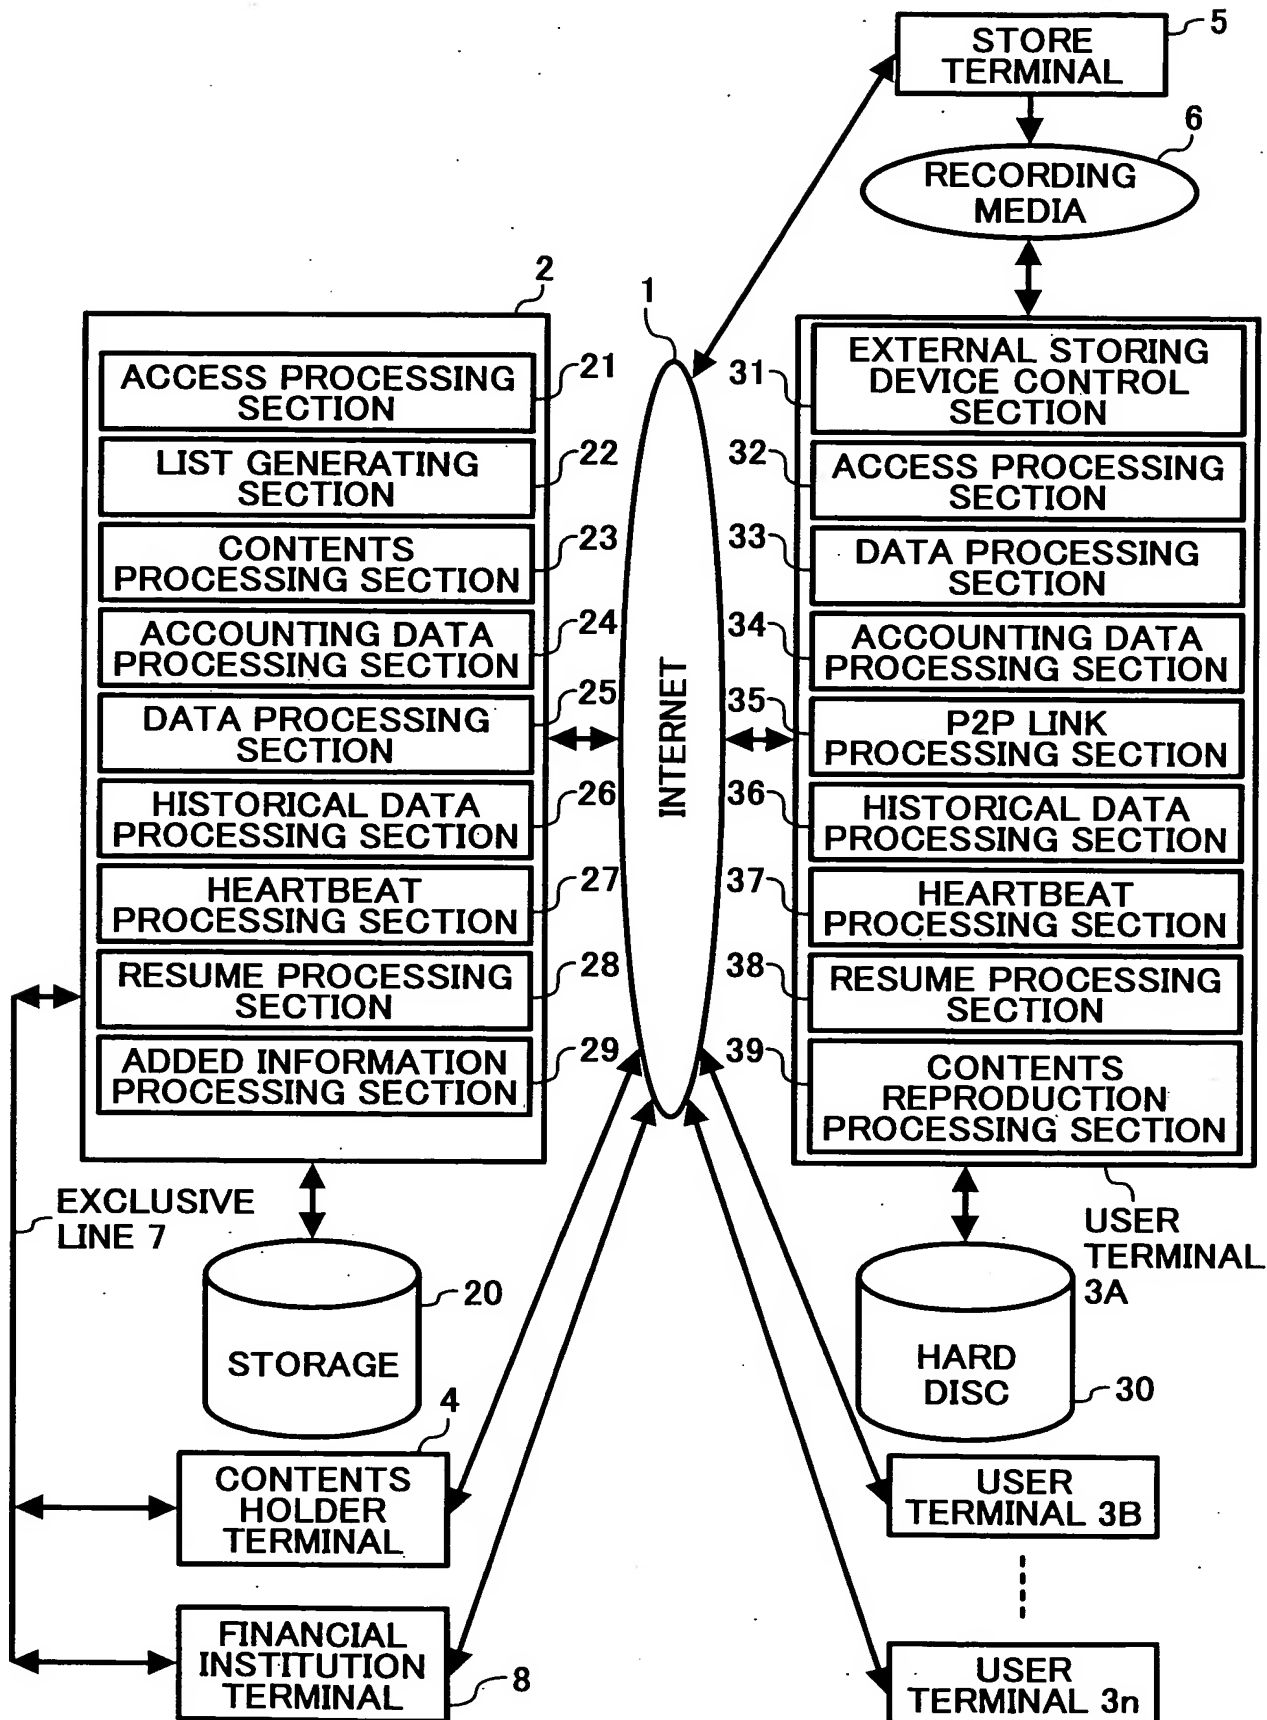 5
STORE
TERMINAL
6
RECORDING
MEDIA
2
ACCESS PROCESSING
SECTION
21
LIST GENERATING
SECTION
22
CONTENTS
PROCESSING SECTION
23
ACCOUNTING DATA
PROCESSING SECTION
24
DATA PROCESSING
SECTION
25
HISTORICAL DATA
PROCESSING SECTION
26
HEARTBEAT
PROCESSING SECTION
27
RESUME PROCESSING
SECTION
28
ADDED INFORMATION
PROCESSING SECTION
29
1
INTERNET
31
EXTERNAL STORING
DEVICE CONTROL
SECTION
32
ACCESS PROCESSING
SECTION
33
DATA PROCESSING
SECTION
34
ACCOUNTING DATA
PROCESSING SECTION
35
P2P LINK
PROCESSING SECTION
36
HISTORICAL DATA
PROCESSING SECTION
37
HEARTBEAT
PROCESSING SECTION
38
RESUME PROCESSING
SECTION
39
CONTENTS
REPRODUCTION
PROCESSING SECTION
EXCLUSIVE
LINE 7
STORAGE
20
USER
TERMINAL
3A
HARD
DISC
30
4
CONTENTS
HOLDER
TERMINAL
FINANCIAL
INSTITUTION
TERMINAL
8
USER
TERMINAL 3B
USER
TERMINAL 3n